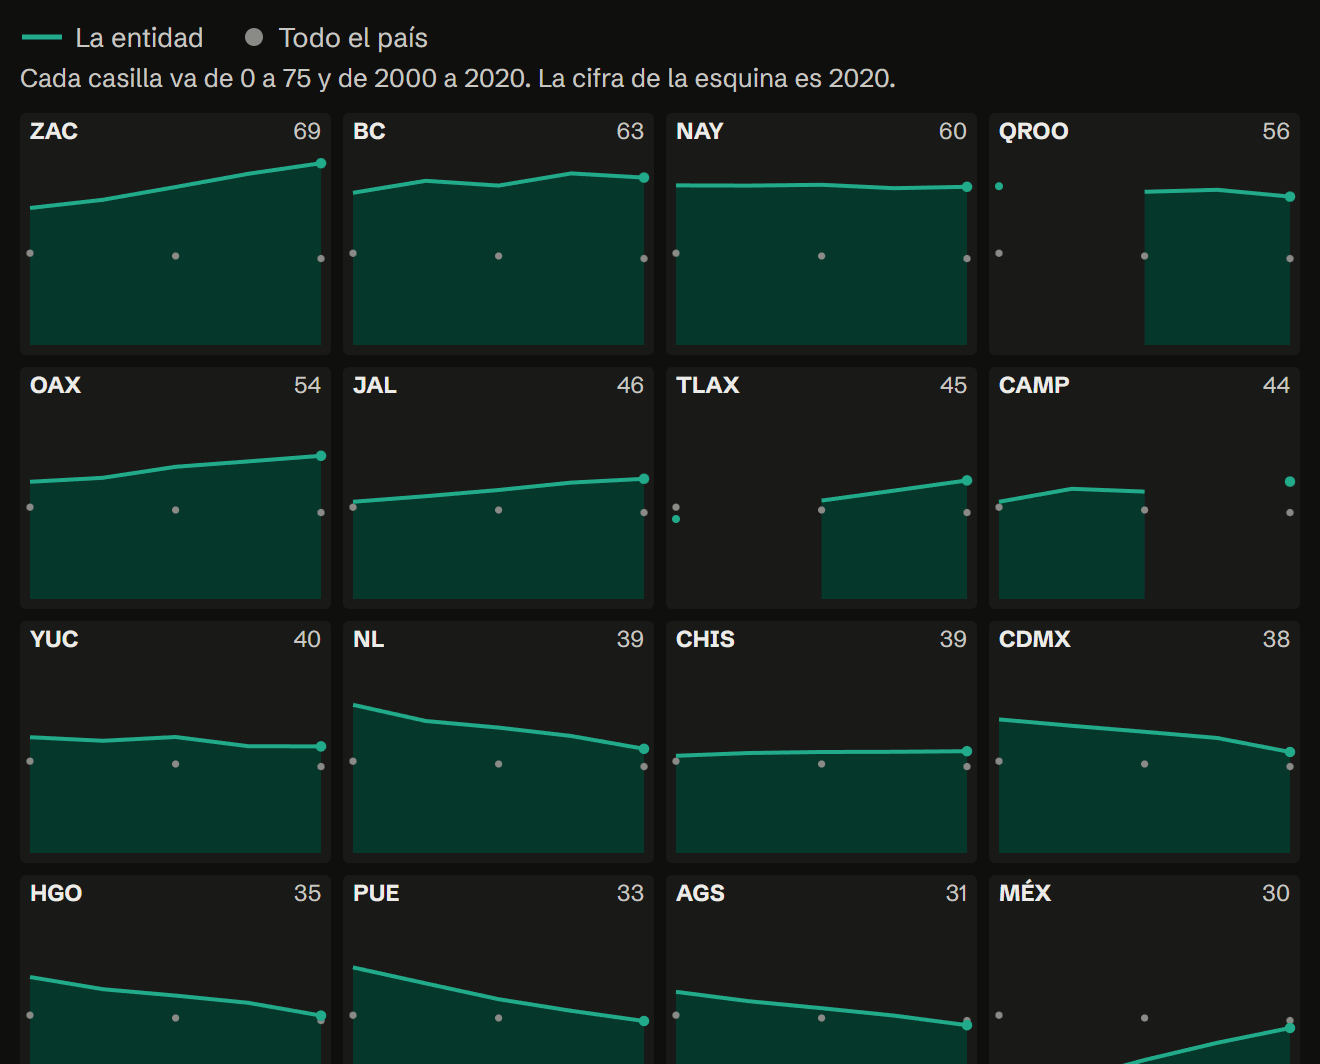 La entidad Todo el país
Cada casilla va de 0 a 75 y de 2000 a 2020. La cifra de la esquina es 2020.
ZAC 69 BC 63 NAY 60 QROO 56
OAX 54 JAL 46 TLAX 45 CAMP 44
YUC 40 NL 39 CHIS 39 CDMX 38
HGO 35 PUE 33 AGS 31 MÉX 30